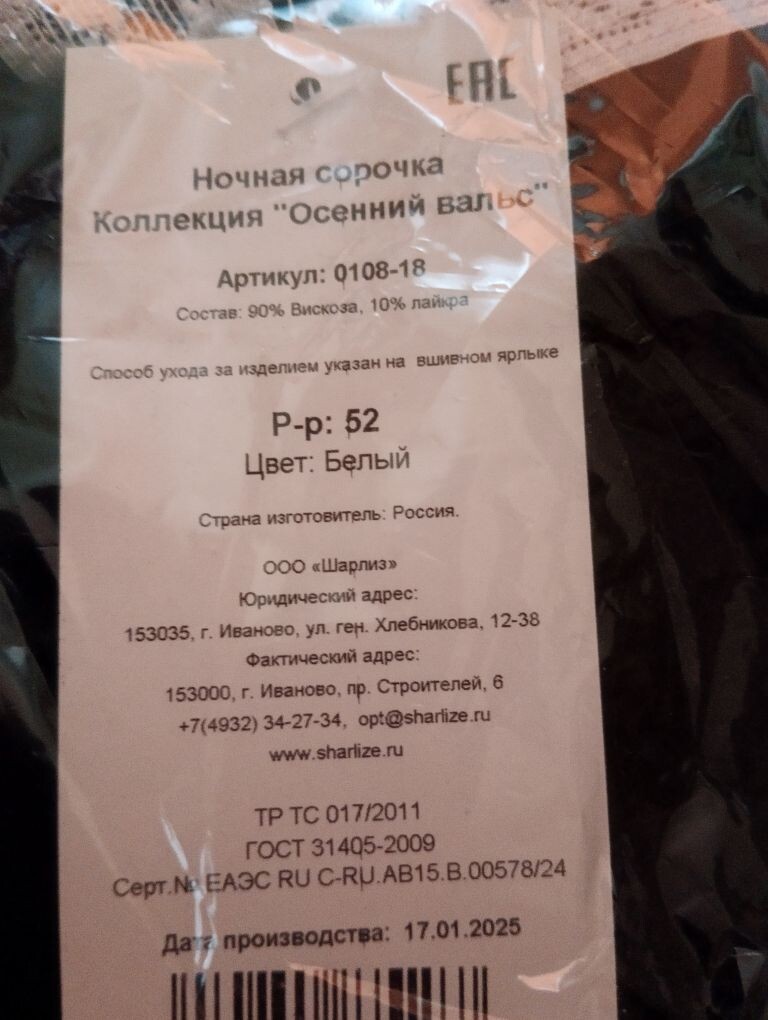 ЕАС
Ночная сорочка
Коллекция "Осенний вальс"
Артикул: 0108-18
Состав: 90% Вискоза, 10% лайкра
Способ ухода за изделием указан на вшивном ярлыке
Р-р: 52
Цвет: Белый
Страна изготовитель: Россия.
ООО «Шарлиз»
Юридический адрес:
153035, г. Иваново, ул. ген. Хлебникова, 12-38
Фактический адрес:
153000, г. Иваново, пр. Строителей, 6
+7(4932) 34-27-34, opt@sharlize.ru
www.sharlize.ru
ТР ТС 017/2011
ГОСТ 31405-2009
Серт.№ ЕАЭС RU C-RU.АВ15.В.00578/24
Дата производства: 17.01.2025